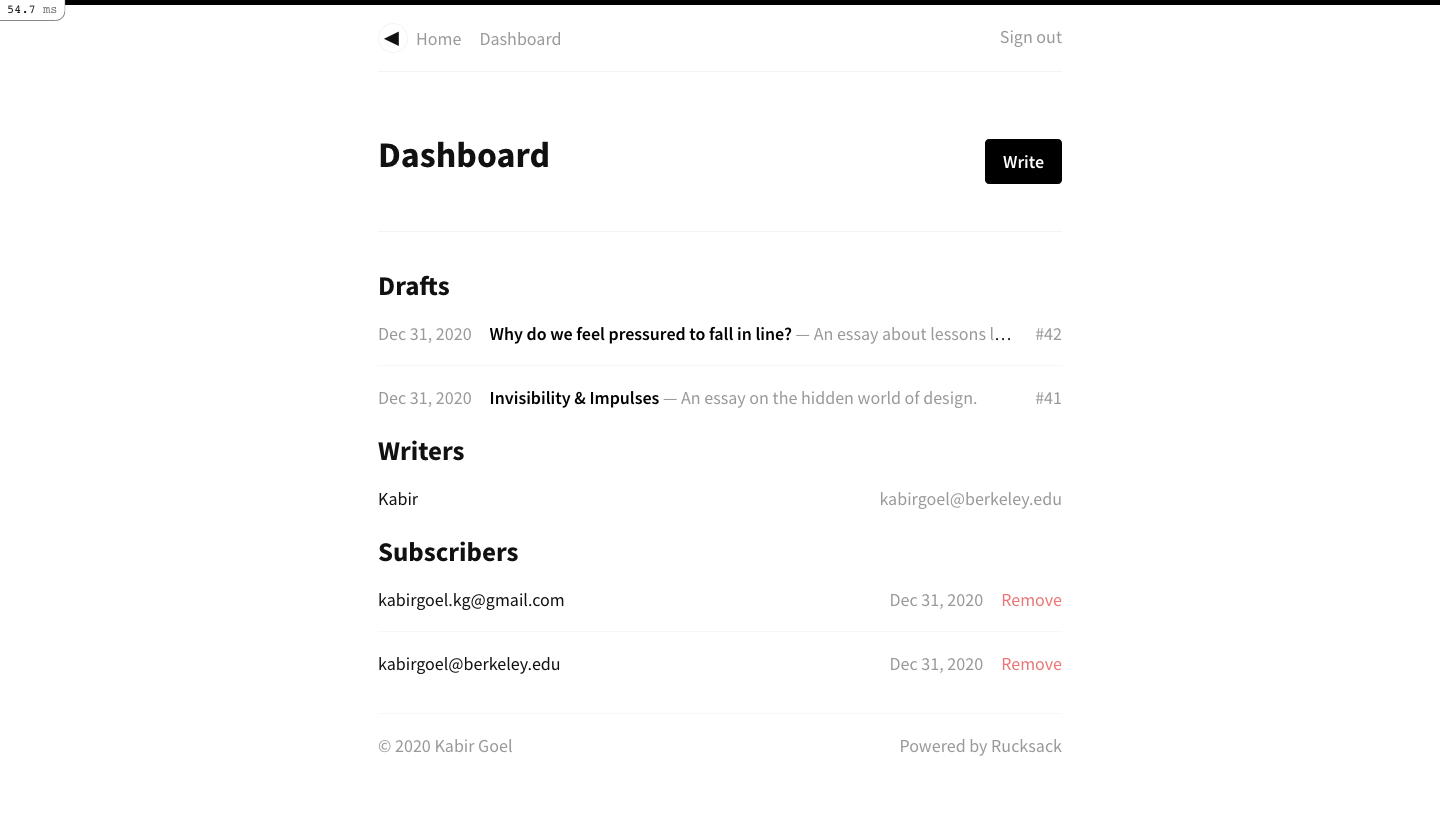 54.7 ms
◀ Home Dashboard Sign out
Dashboard Write
Drafts
Dec 31, 2020 Why do we feel pressured to fall in line? — An essay about lessons l… #42
Dec 31, 2020 Invisibility & Impulses — An essay on the hidden world of design. #41
Writers
Kabir kabirgoel@berkeley.edu
Subscribers
kabirgoel.kg@gmail.com Dec 31, 2020 Remove
kabirgoel@berkeley.edu Dec 31, 2020 Remove
© 2020 Kabir Goel Powered by Rucksack